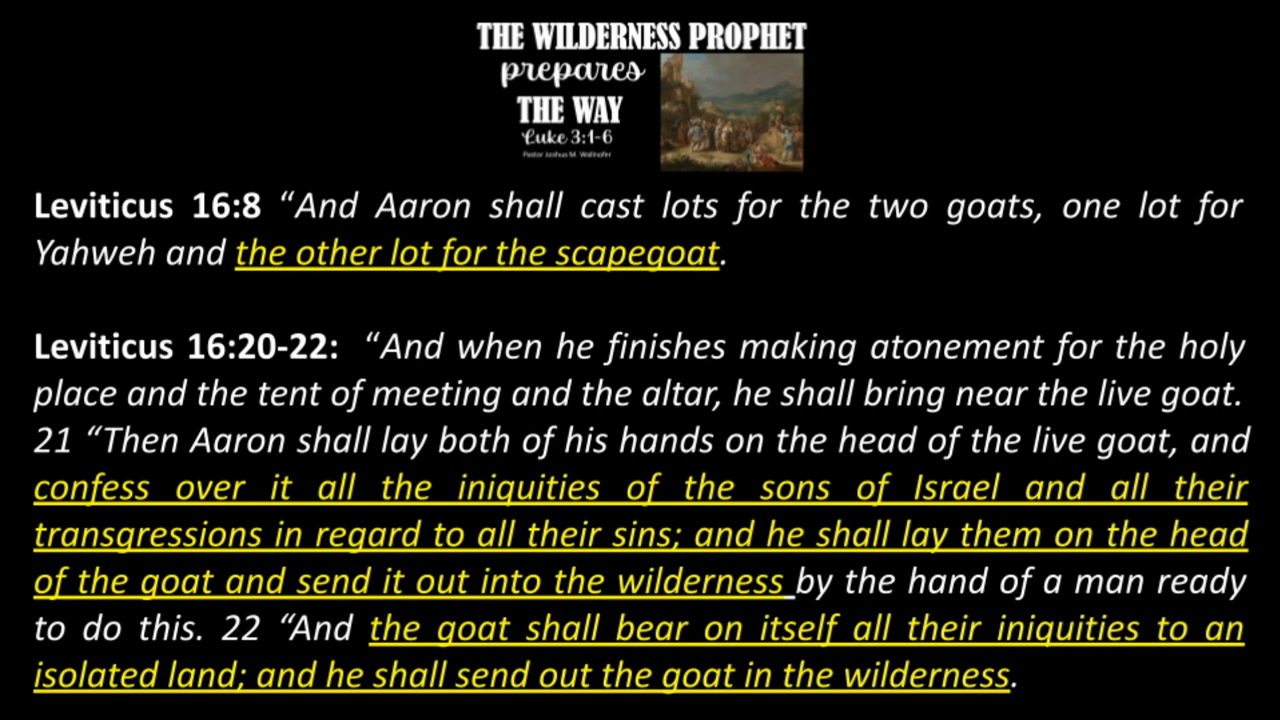 THE WILDERNESS PROPHET
prepares
THE WAY
Luke 3:1-6
Pastor Joshua M. Wallnofer
Leviticus 16:8 “And Aaron shall cast lots for the two goats, one lot for
Yahweh and the other lot for the scapegoat.
Leviticus 16:20-22: “And when he finishes making atonement for the holy
place and the tent of meeting and the altar, he shall bring near the live goat.
21 “Then Aaron shall lay both of his hands on the head of the live goat, and
confess over it all the iniquities of the sons of Israel and all their
transgressions in regard to all their sins; and he shall lay them on the head
of the goat and send it out into the wilderness by the hand of a man ready
to do this. 22 “And the goat shall bear on itself all their iniquities to an
isolated land; and he shall send out the goat in the wilderness.